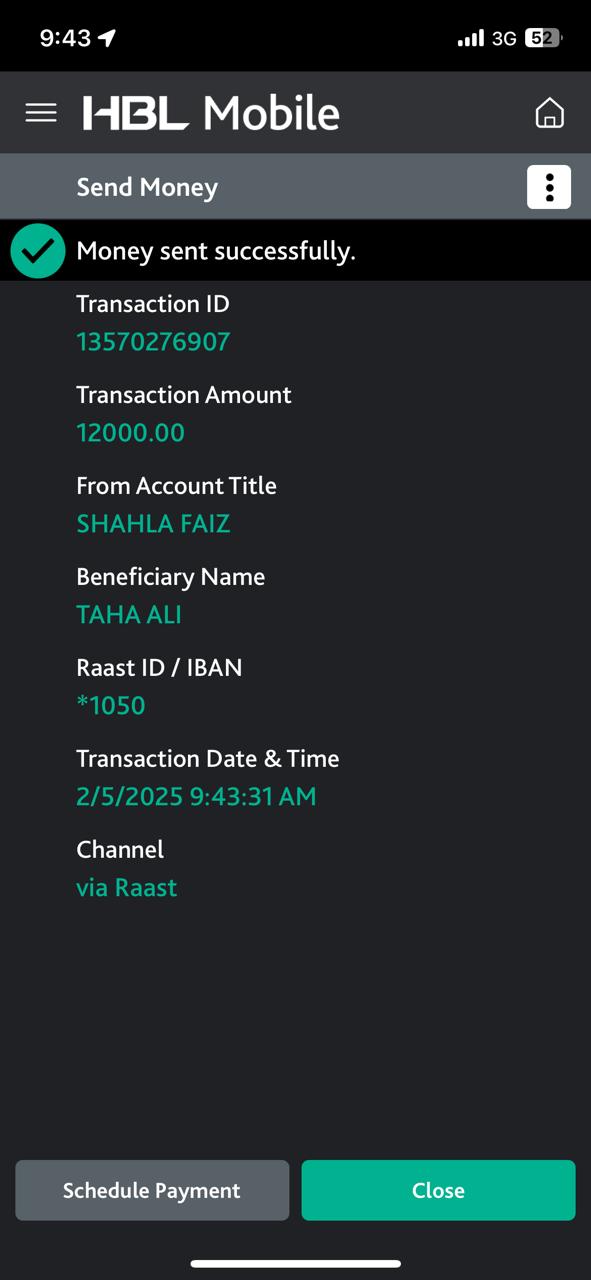 9:43 3G 52
HBL Mobile
Send Money
Money sent successfully.
Transaction ID
13570276907
Transaction Amount
12000.00
From Account Title
SHAHLA FAIZ
Beneficiary Name
TAHA ALI
Raast ID / IBAN
*1050
Transaction Date & Time
2/5/2025 9:43:31 AM
Channel
via Raast
Schedule Payment Close